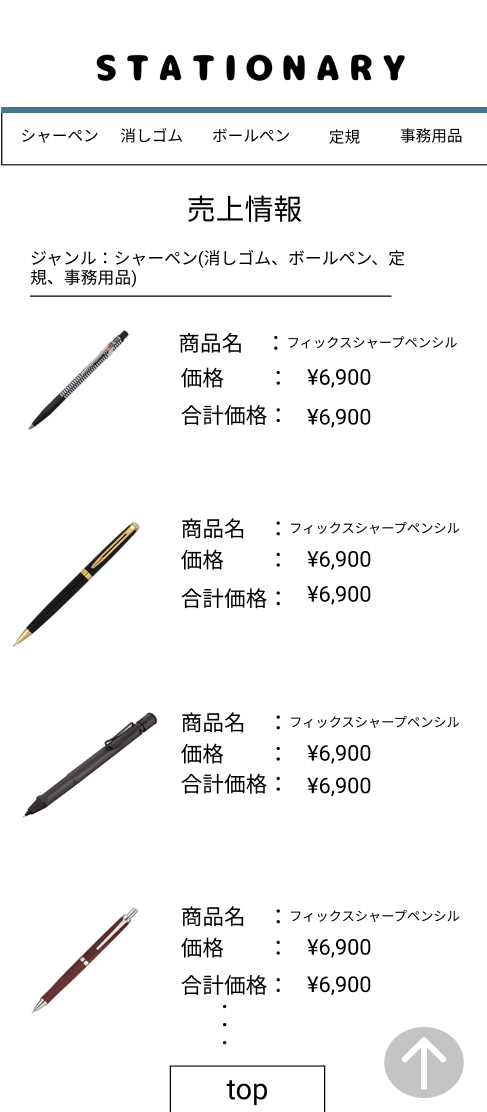 STATIONARY
シャーペン 消しゴム ボールペン 定規 事務用品
売上情報
ジャンル：シャーペン(消しゴム、ボールペン、定
規、事務用品)
商品名 ：フィックスシャープペンシル
価格 ： ¥6,900
合計価格： ¥6,900
商品名 ：フィックスシャープペンシル
価格 ： ¥6,900
合計価格： ¥6,900
商品名 ：フィックスシャープペンシル
価格 ： ¥6,900
合計価格： ¥6,900
商品名 ：フィックスシャープペンシル
価格 ： ¥6,900
合計価格： ¥6,900
・
・
・
top